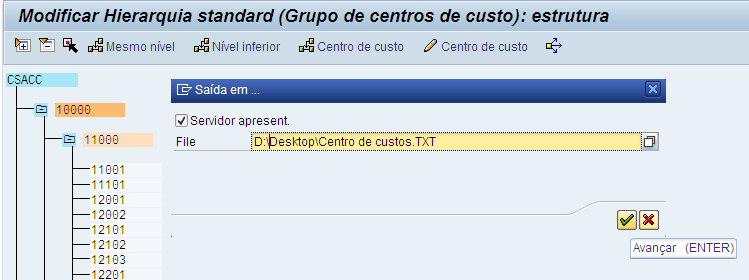 Modificar Hierarquia standard (Grupo de centros de custo): estrutura
Mesmo nível Nível inferior Centro de custo Centro de custo
CSACC
Saída em ...
10000
Servidor apresent.
11000
File D:\Desktop\Centro de custos.TXT
11001
11101
12001
12002
12101
12102
12103
12201
Avançar (ENTER)